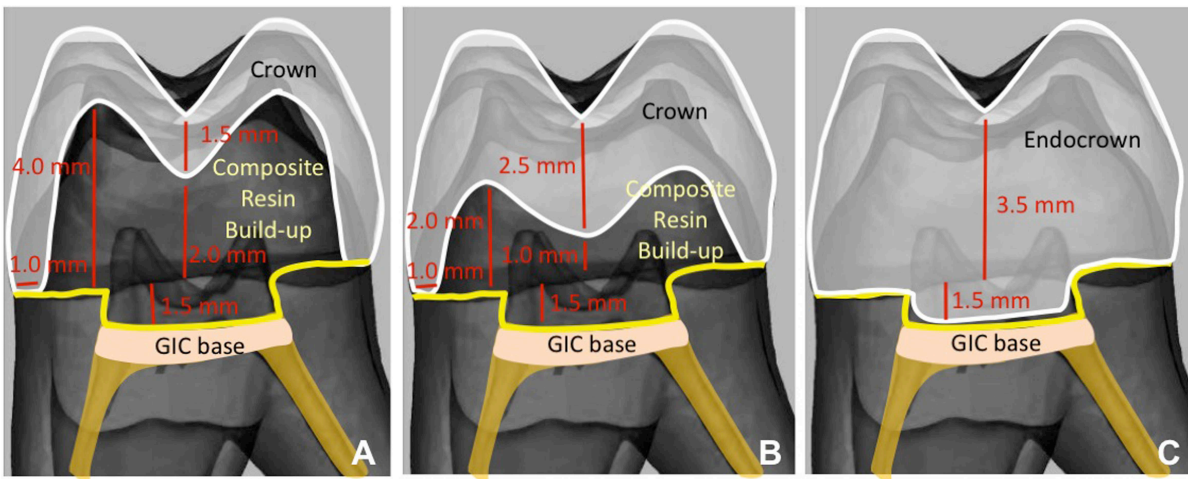 Crown
1.5 mm
4.0 mm
Composite
Resin
Build-up
2.0 mm
1.0 mm
1.5 mm
GIC base
A
Crown
2.5 mm
Composite
Resin
Build-up
2.0 mm
1.0 mm
1.0 mm
1.5 mm
GIC base
B
Endocrown
3.5 mm
1.5 mm
GIC base
C